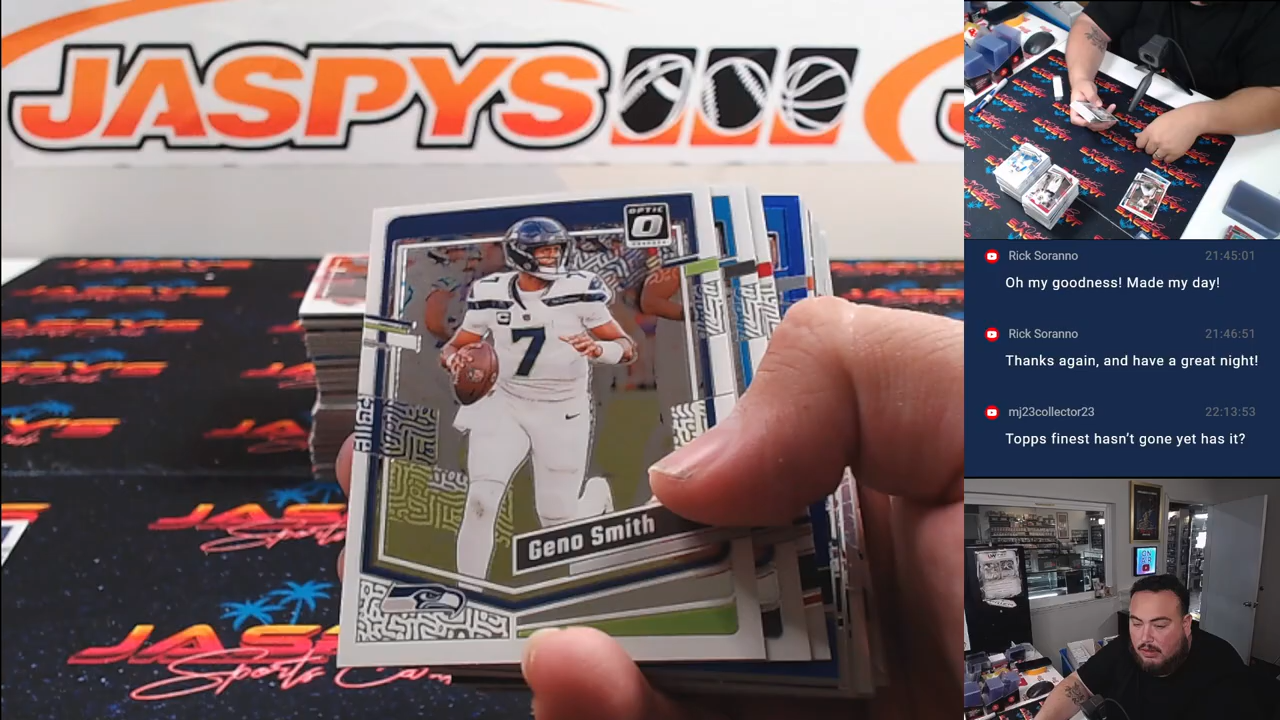 JASPYS
OPTIC
7
Geno Smith
JASPYS
Sports
Rick Soranno 21:45:01
Oh my goodness! Made my day!
Rick Soranno 21:46:51
Thanks again, and have a great night!
mj23collector23 22:13:53
Topps finest hasn't gone yet has it?